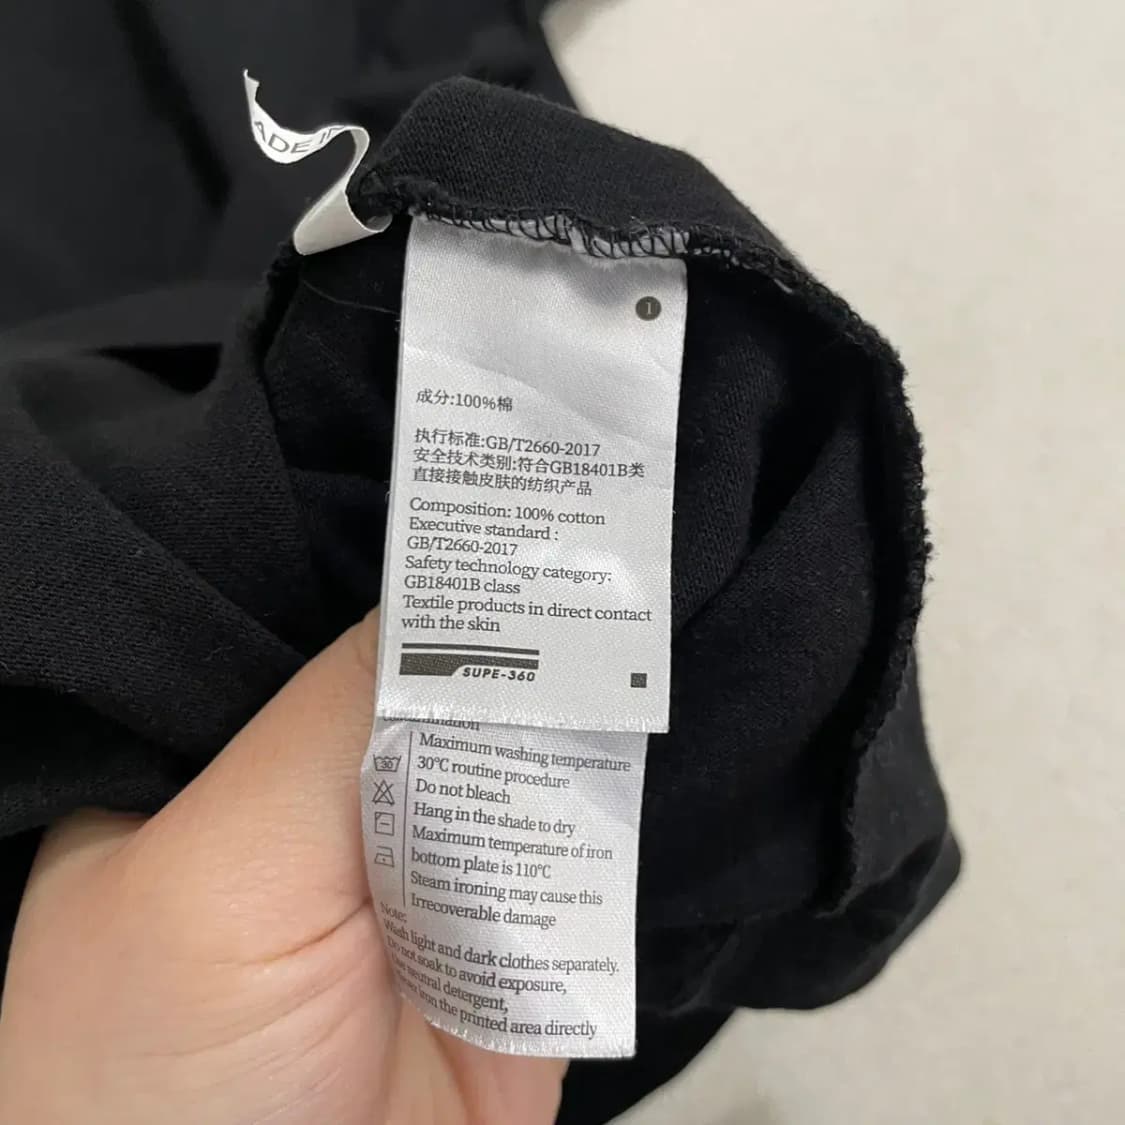 ADE IN
1
成分:100%棉
执行标准:GB/T2660-2017
安全技术类别:符合GB18401B类
直接接触皮肤的纺织产品
Composition: 100% cotton
Executive standard :
GB/T2660-2017
Safety technology category:
GB18401B class
Textile products in direct contact
with the skin
SUPE-360
Maximum washing temperature
30
30°C routine procedure
Do not bleach
Hang in the shade to dry
Maximum temperature of iron
bottom plate is 110°C
Steam ironing may cause this
Irrecoverable damage
Note:
Wash light and dark clothes separately.
Do not soak to avoid exposure,
Use neutral detergent,
iron the printed area directly